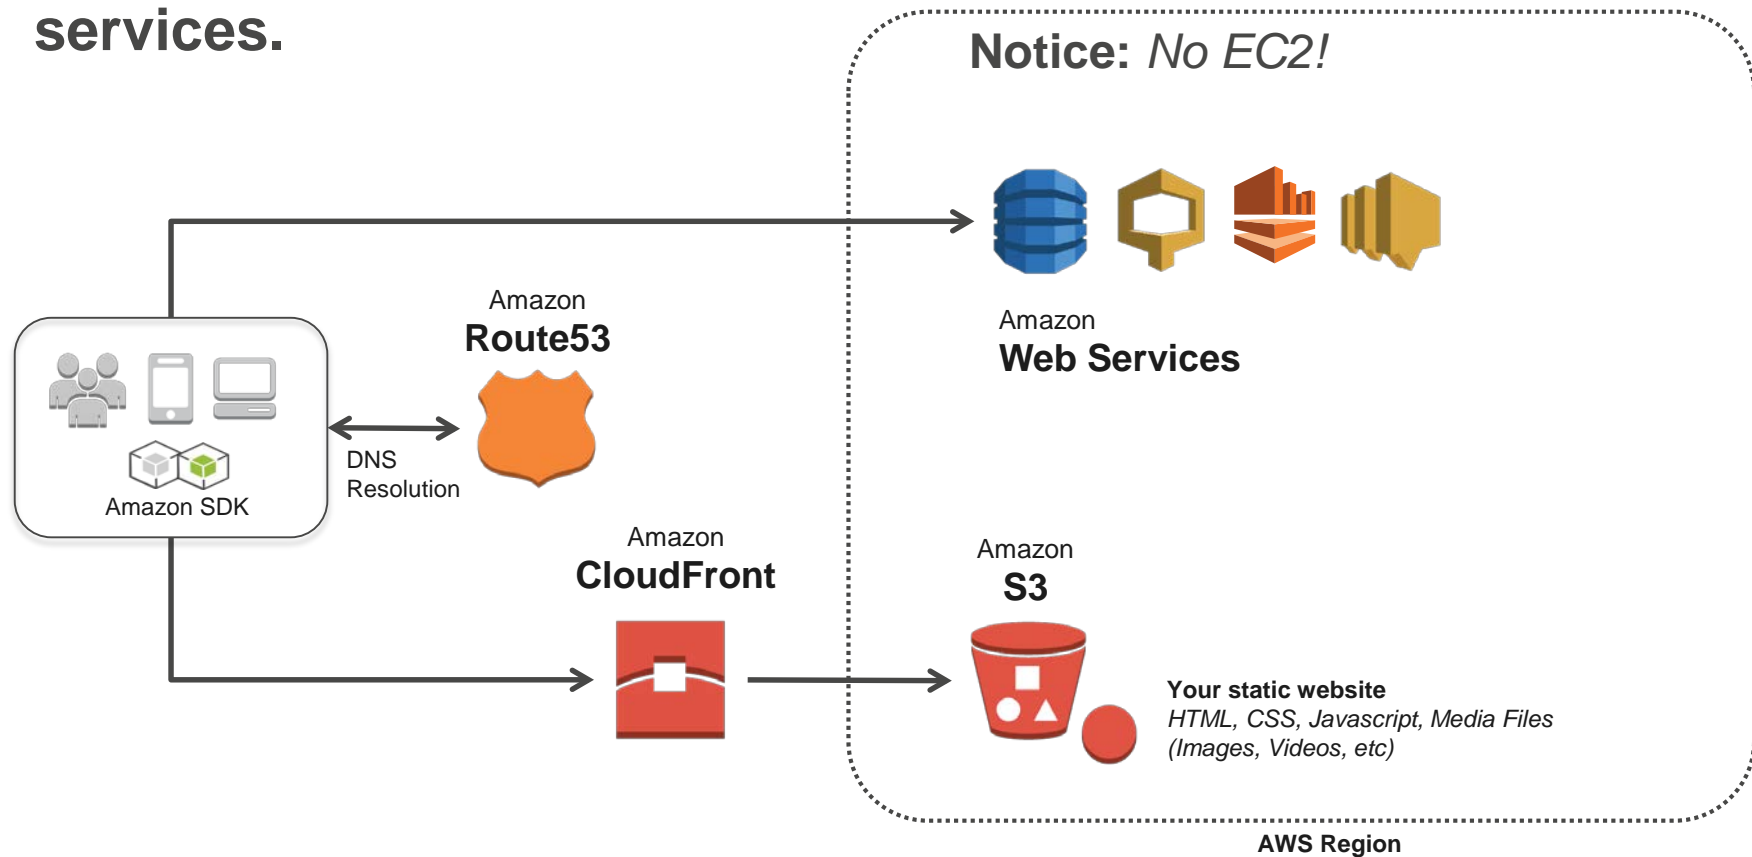 services.
Notice: No EC2!
Amazon
Route53
Amazon
Web Services
DNS
Resolution
Amazon SDK
Amazon
CloudFront
Amazon
S3
Your static website
HTML, CSS, Javascript, Media Files
(Images, Videos, etc)
AWS Region